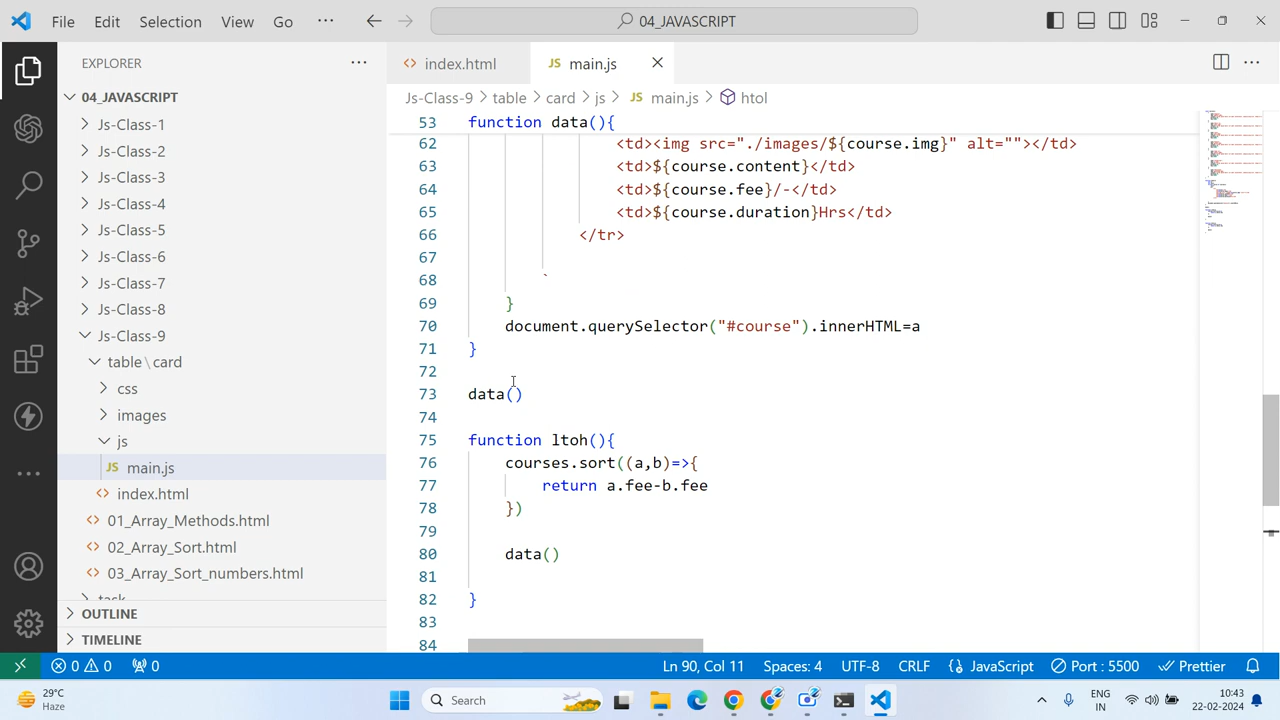 File Edit Selection View Go ··· 04_JAVASCRIPT
EXPLORER ···
04_JAVASCRIPT
Js-Class-1
Js-Class-2
Js-Class-3
Js-Class-4
Js-Class-5
Js-Class-6
Js-Class-7
Js-Class-8
Js-Class-9
table\card
css
images
js
JS main.js
<> index.html
<> 01_Array_Methods.html
<> 02_Array_Sort.html
<> 03_Array_Sort_numbers.html
task
OUTLINE
TIMELINE
<> index.html JS main.js
Js-Class-9 > table > card > js > JS main.js > htol
53 function data(){
62 <td><img src="./images/${course.img}" alt=""></td>
63 <td>${course.content}</td>
64 <td>${course.fee}/-</td>
65 <td>${course.duration}Hrs</td>
66 </tr>
67
68 `
69 }
70 document.querySelector("#course").innerHTML=a
71 }
72
73 data()
74
75 function ltoh(){
76 courses.sort((a,b)=>{
77 return a.fee-b.fee
78 })
79
80 data()
81
82 }
83
84
0 0 0 Ln 90, Col 11 Spaces: 4 UTF-8 CRLF {} JavaScript Port : 5500 Prettier
29°C
Haze
Search
ENG
IN
10:43
22-02-2024